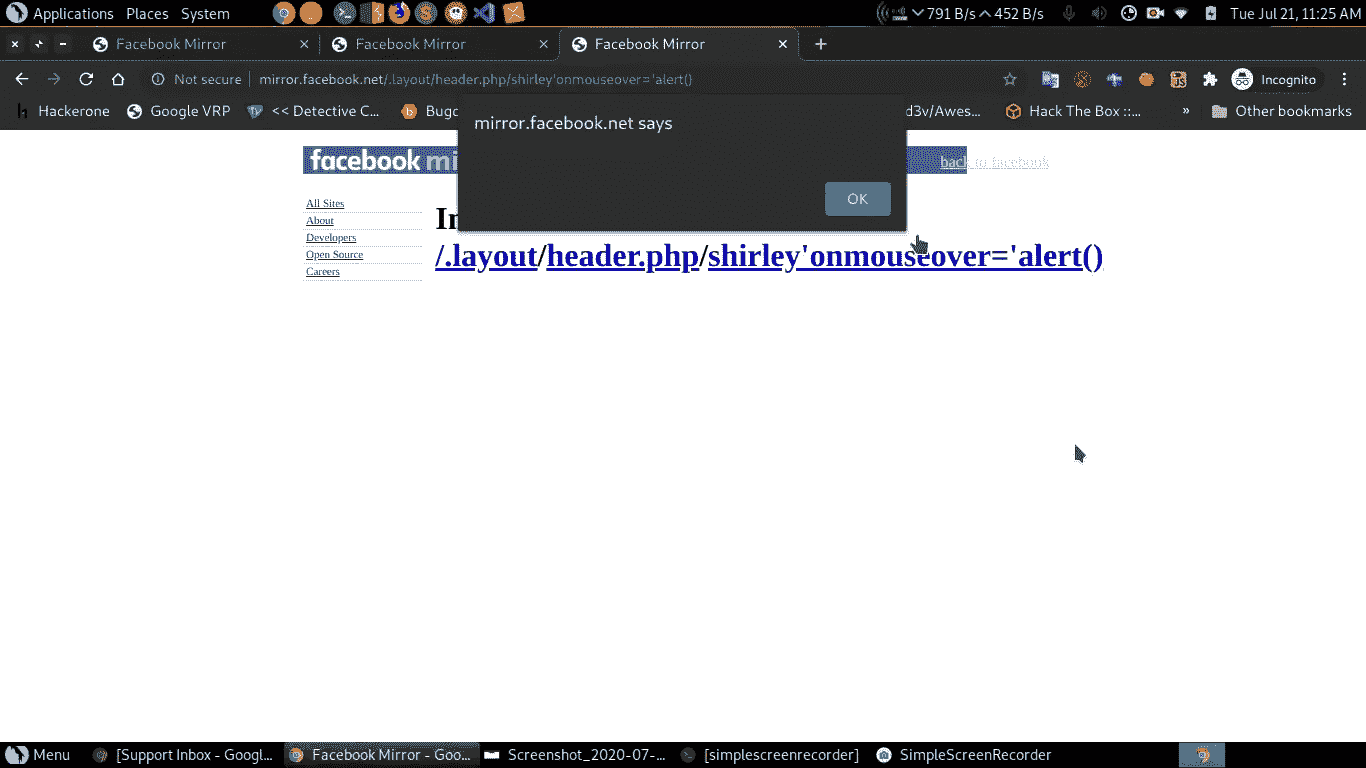 Applications Places System 791 B/s 452 B/s Tue Jul 21, 11:25 AM
Facebook Mirror Facebook Mirror Facebook Mirror
Not secure mirror.facebook.net/.layout/header.php/shirley'onmouseover='alert() Incognito
Hackerone Google VRP << Detective C... Bugc d3v/Awes... Hack The Box ::... » Other bookmarks
mirror.facebook.net says
OK
facebook mi back to facebook
All Sites
About
Developers
Open Source
Careers
/.layout/header.php/shirley'onmouseover='alert()
Menu [Support Inbox - Googl... Facebook Mirror - Goo... Screenshot_2020-07-... [simplescreenrecorder] SimpleScreenRecorder